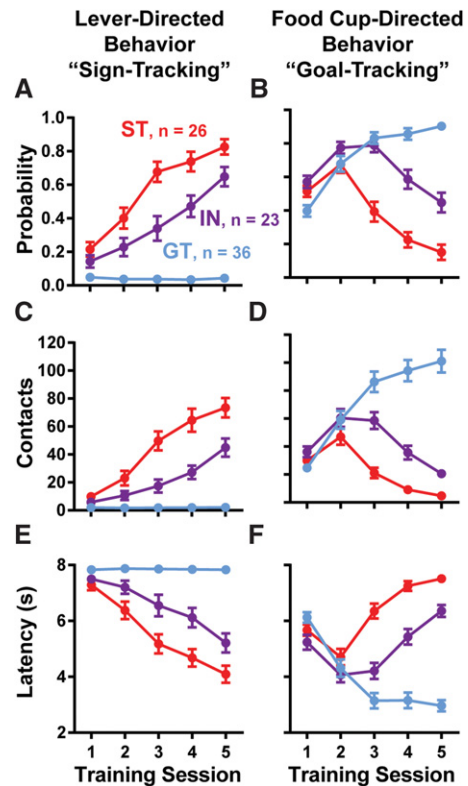 Lever-Directed
Behavior
“Sign-Tracking”
Food Cup-Directed
Behavior
“Goal-Tracking”
A
B
Probability
1.0
0.8
0.6
0.4
0.2
0.0
ST, n = 26
IN, n = 23
GT, n = 36
C
D
Contacts
120
100
80
60
40
20
0
E
F
Latency (s)
8
6
4
2
1 2 3 4 5
Training Session
1 2 3 4 5
Training Session